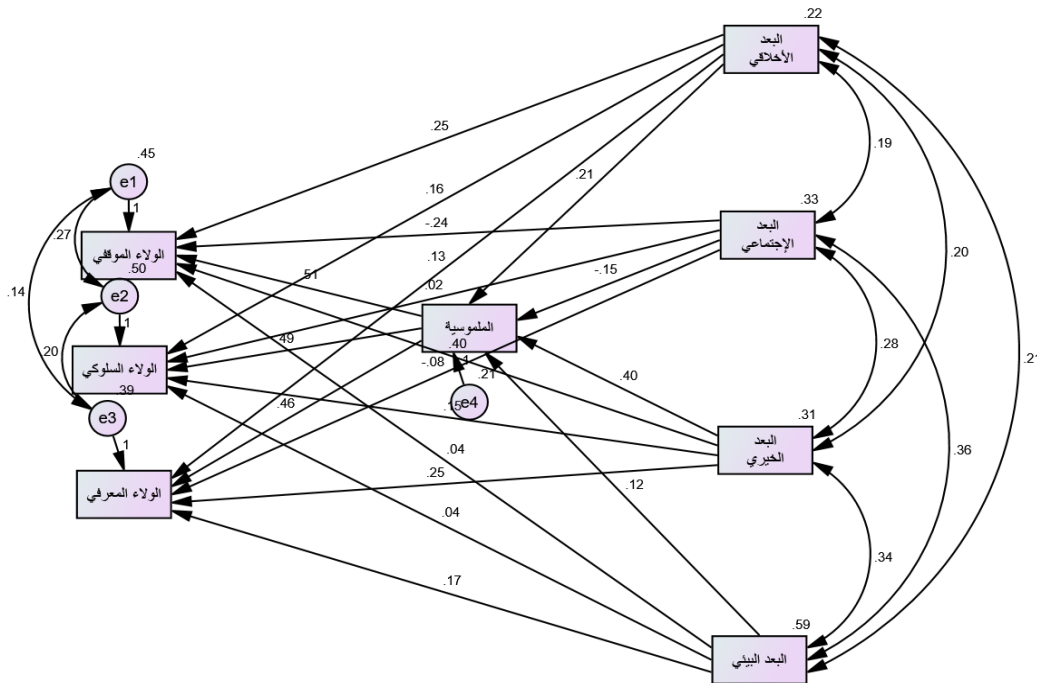 .22
البعد
الأخلاقي
.25
.19
.45
e1
.16
.21
1
.33
البعد
الإجتماعي
-.24
.27
الولاء الموقفي
.50
.13
.20
.51
.02
-.15
.14
e2
الملموسية
1
.49
.40
.28
.20
-.08
1
.21
.21
الولاء السلوكي
.40
.39
.46
.15
e4
.31
e3
البعد
الخيري
1
.04
.36
.25
.12
الولاء المعرفي
.04
.34
.17
.59
البعد البيئي